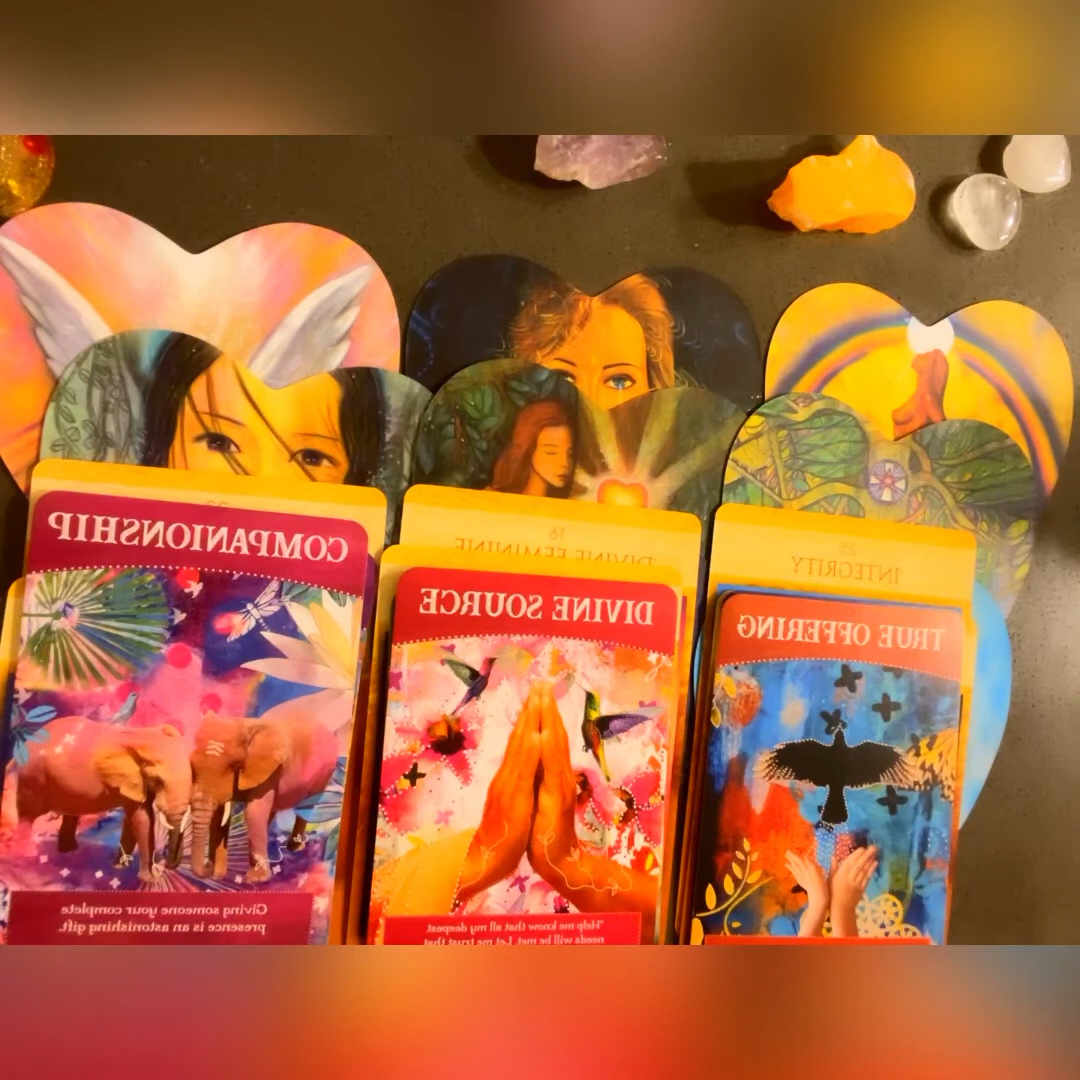 COMPANIONSHIP
Giving someone your complete
presence is an astonishing gift.
16
DIVINE FEMININE
DIVINE SOURCE
"Help me know that all my deepest
needs will be met. Let me trust that
INTEGRITY
TRUE OFFERING